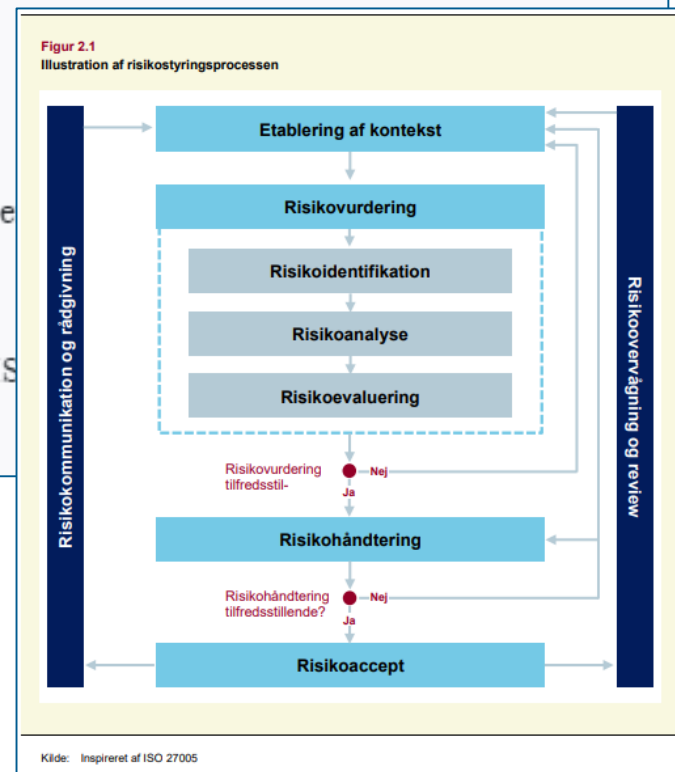 Figur 2.1
Illustration af risikostyringsprocessen
Etablering af kontekst
Risikovurdering
Risikoidentifikation
Risikoanalyse
Risikoevaluering
Risikovurdering
tilfredsstil-
Nej
Ja
Risikohåndtering
Risikohåndtering
tilfredsstillende?
Nej
Ja
Risikoaccept
Risikokommunikation og rådgivning
Risikoovervågning og review
Kilde: Inspireret af ISO 27005